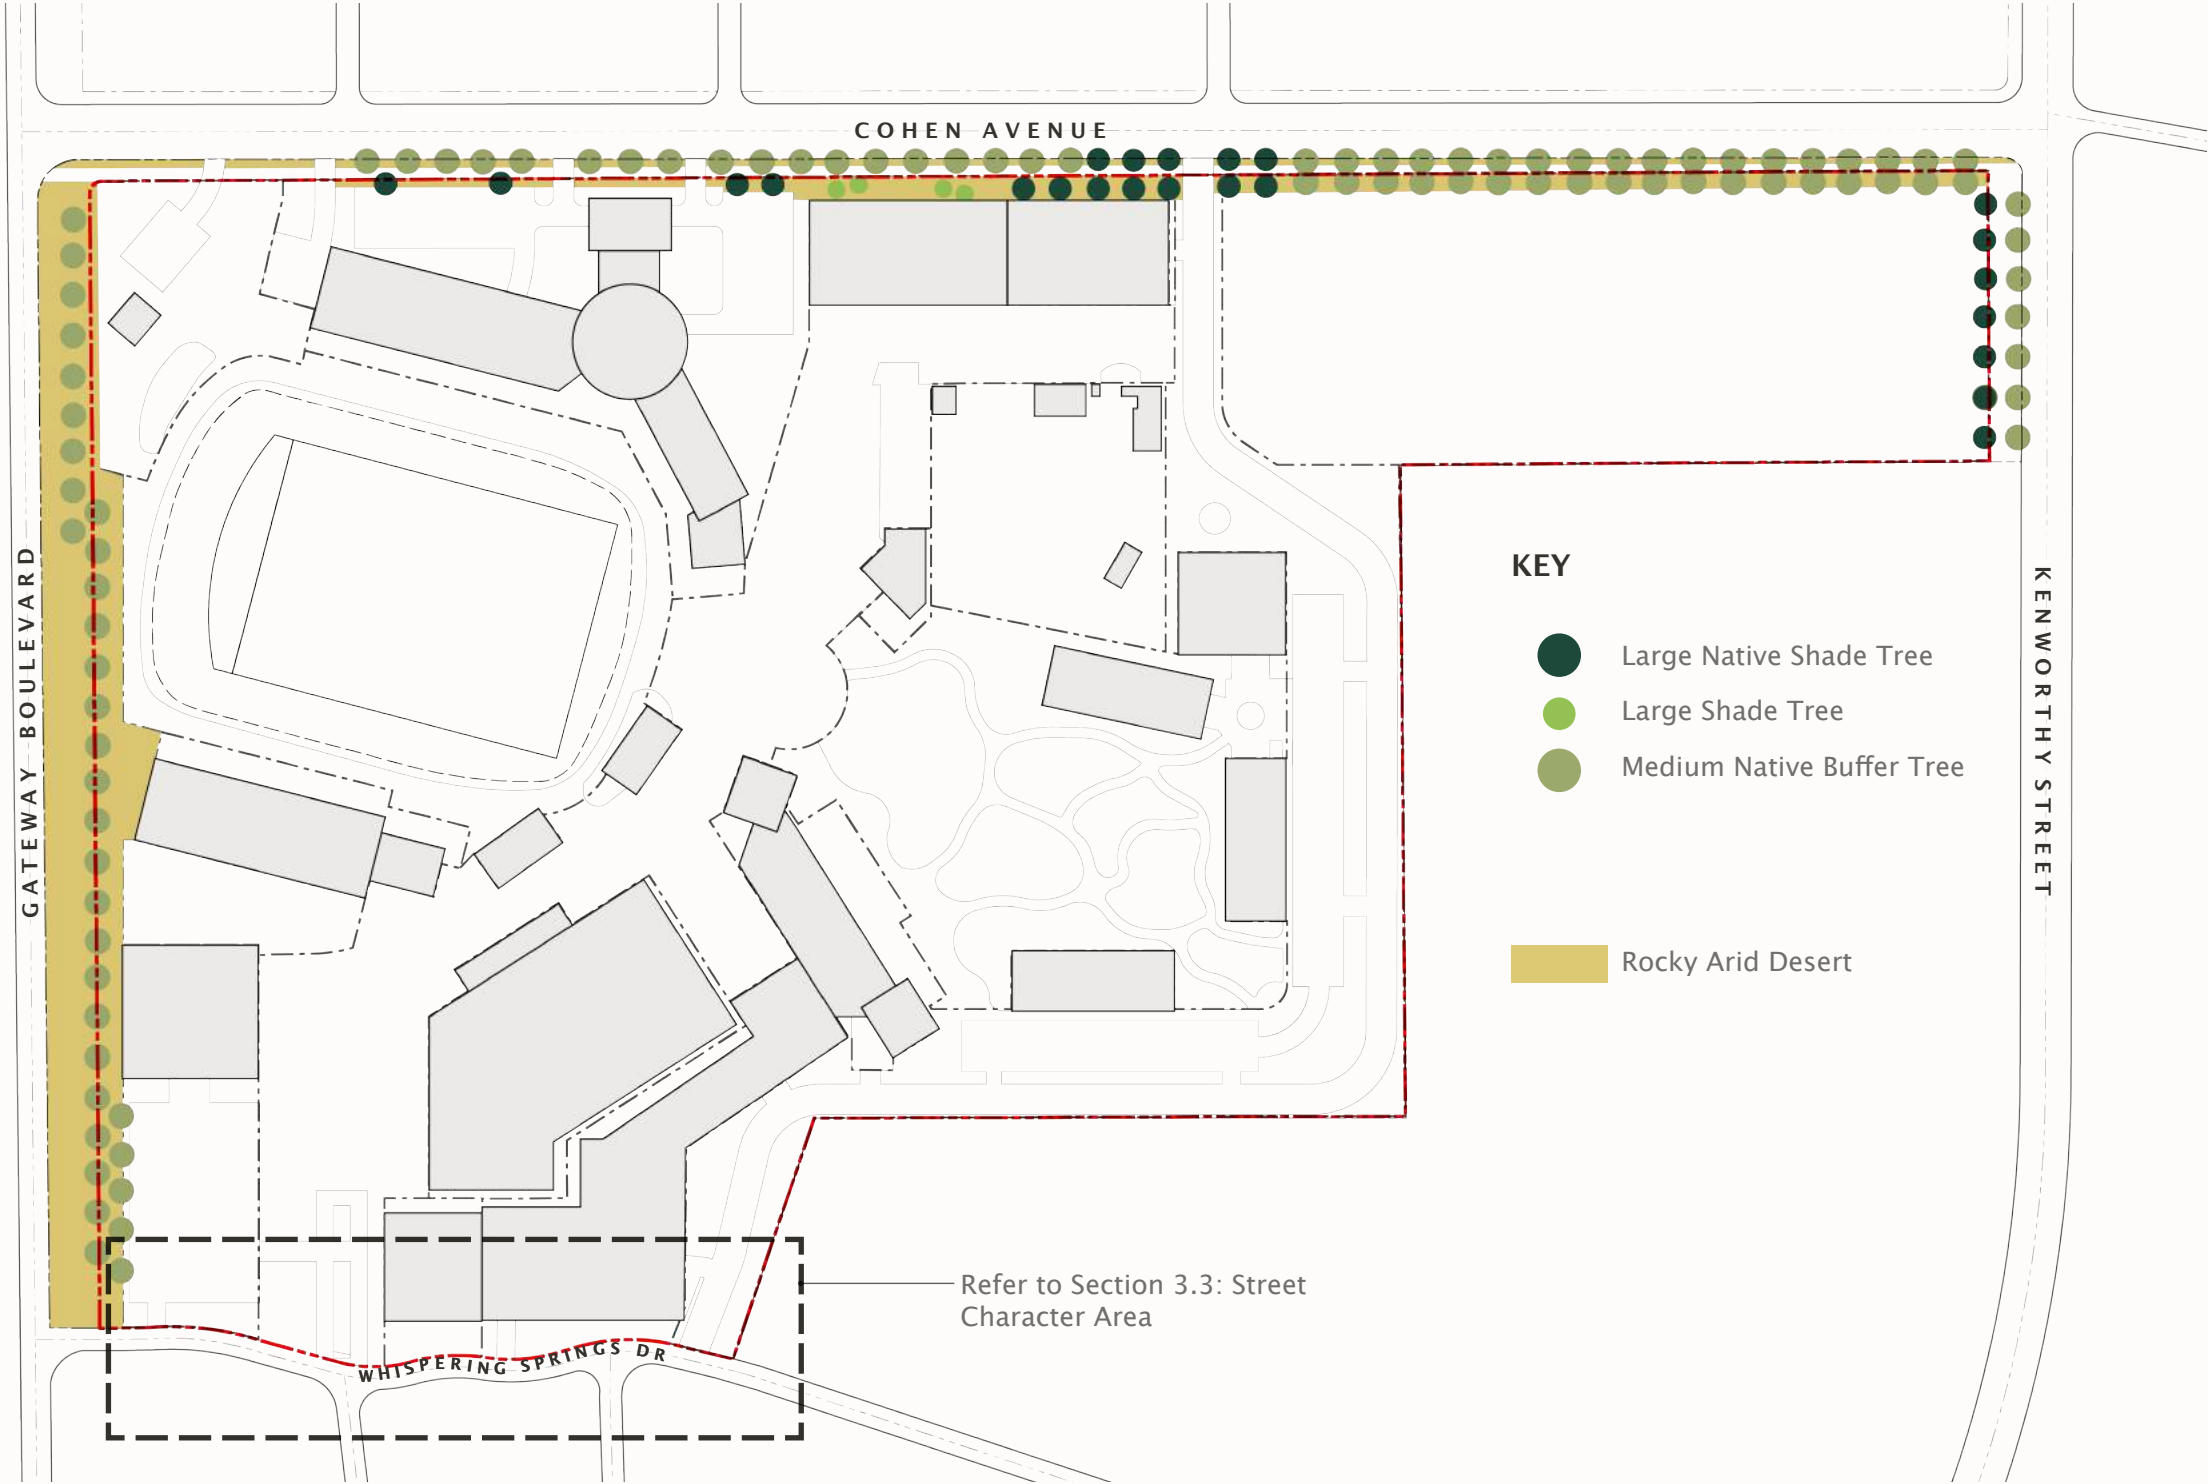 COHEN AVENUE
GATEWAY BOULEVARD
KENWORTHY STREET
KEY
Large Native Shade Tree
Large Shade Tree
Medium Native Buffer Tree
Rocky Arid Desert
Refer to Section 3.3: Street
Character Area
WHISPERING SPRINGS DR